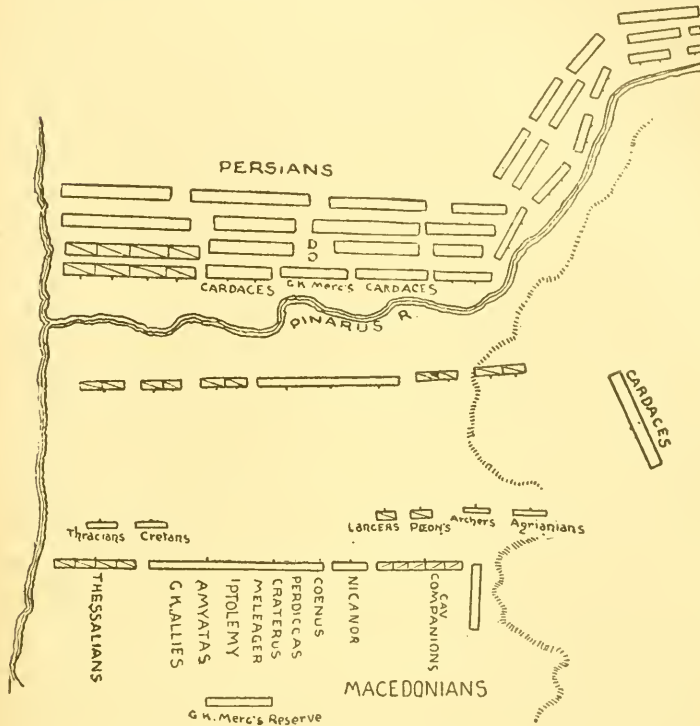 PERSIANS
CARDACES
GK MERC'S
CARDACES
PINARUS R.
CARDACES
Thracians
Cretans
LANCERS
PÆON'S
Archers
Agrianians
THESSALIANS
GK.ALLIES
AMYATAS
PTOLEMY
MELEAGER
CRATERUS
PERDICCAS
COENUS
NICANOR
CAV
COMPANIONS
MACEDONIANS
GK. Merc's Reserve